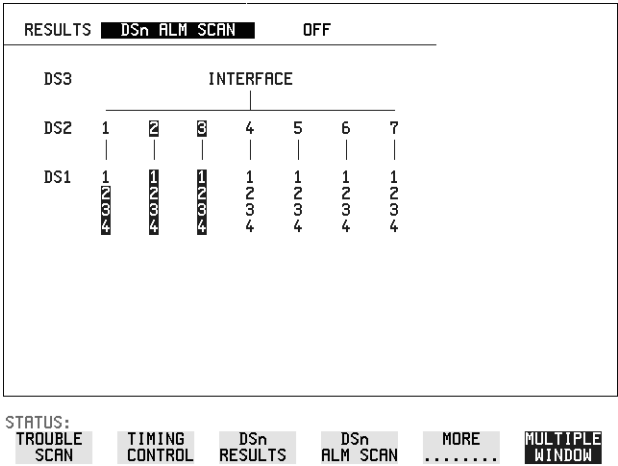 RESULTS DSn ALM SCAN OFF
DS3 INTERFACE
DS2 1 2 3 4 5 6 7
DS1 1 1 1 1 1 1 1
2 2 2 2 2 2 2
3 3 3 3 3 3 3
4 4 4 4 4 4 4
STATUS:
TROUBLE TIMING DSn DSn MORE MULTIPLE
SCAN CONTROL RESULTS ALM SCAN ........ WINDOW